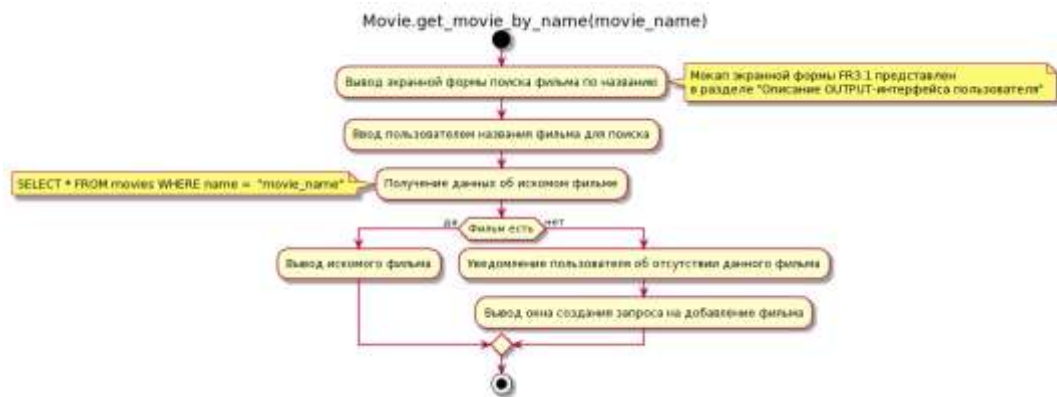 Movie.get_movie_by_name(movie_name)
Вывод экранной формы поиска фильма по названию
Мокап экранной формы FR3.1 представлен
в разделе "Описание OUTPUT-интерфейса пользователя"
Ввод пользователем названия фильма для поиска
SELECT * FROM movies WHERE name = "movie_name"
Получение данных об искомом фильме
да
Фильм есть
нет
Вывод искомого фильма
Уведомление пользователя об отсутствии данного фильма
Вывод окна создания запроса на добавление фильма